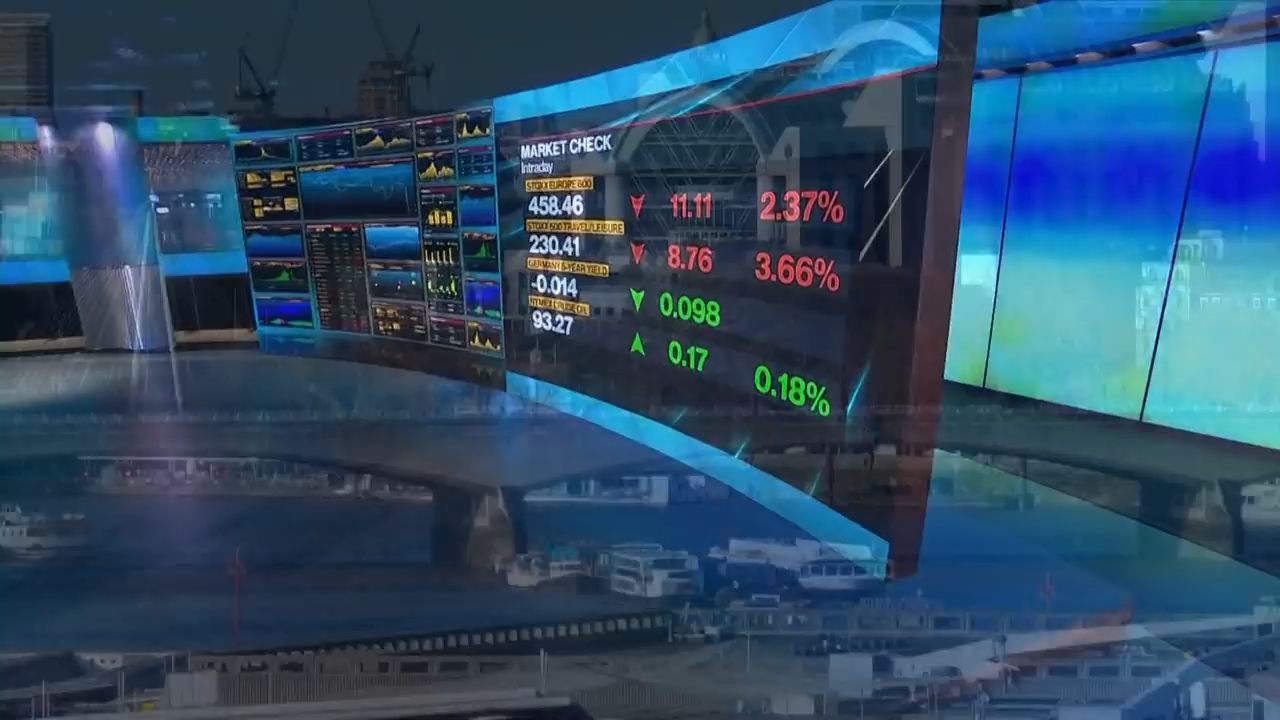 MARKET CHECK
Intraday
STOXX EUROPE 600
458.46 11.11 2.37%
STOXX 600 TRAVEL/LEISURE
230.41 8.76 3.66%
GERMANY 5-YEAR YIELD
-0.014 0.098
NYMEX CRUDE OIL
93.27 0.17 0.18%